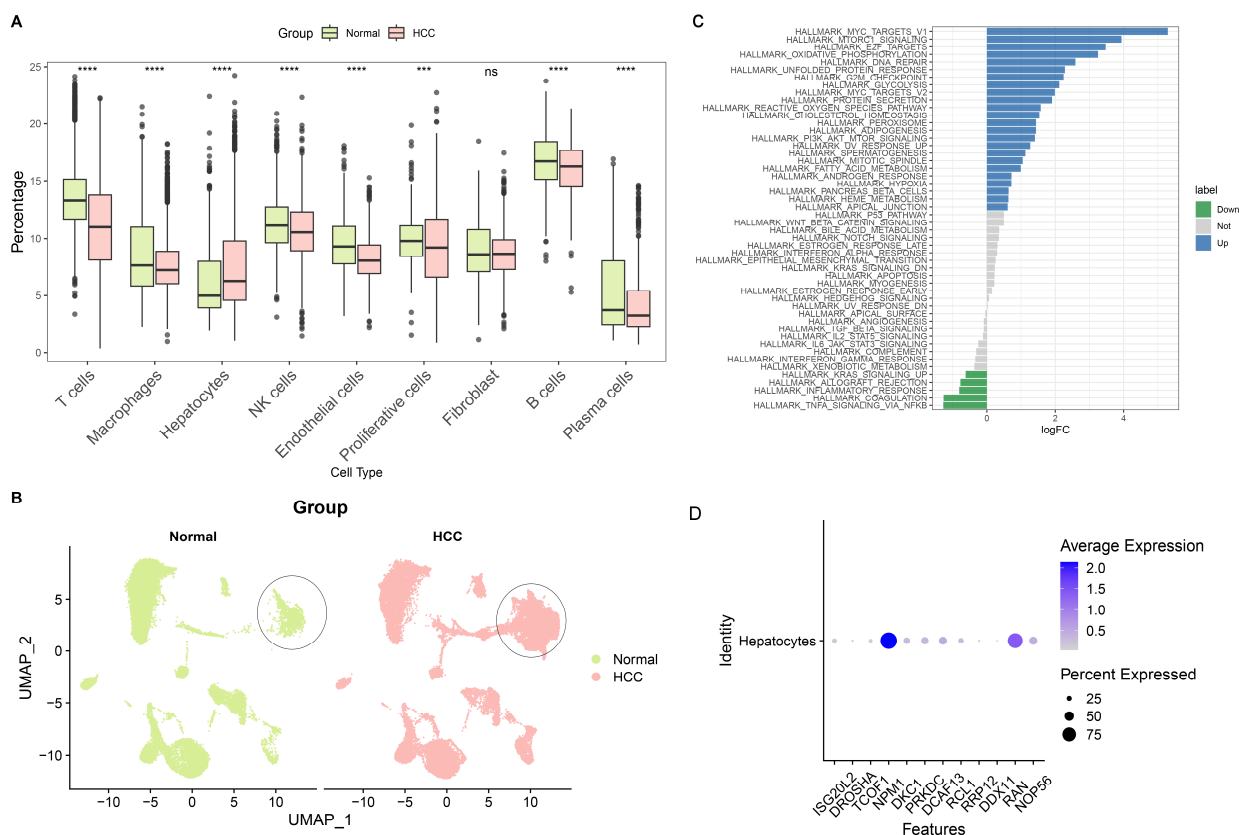 A
Group Normal HCC
Percentage
25
20
15
10
5
0
**** **** **** **** **** *** ns **** ****
T cells
Macrophages
Hepatocytes
NK cells
Endothelial cells
Proliferative cells
Fibroblast
B cells
Plasma cells
Cell Type
B
Group
Normal HCC
UMAP_2
5
0
−5
−10
−10 −5 0 5 10 −10 −5 0 5 10
UMAP_1
Normal
HCC
C
HALLMARK_MYC_TARGETS_V1
HALLMARK_MTORC1_SIGNALING
HALLMARK_E2F_TARGETS
HALLMARK_OXIDATIVE_PHOSPHORYLATION
HALLMARK_DNA_REPAIR
HALLMARK_UNFOLDED_PROTEIN_RESPONSE
HALLMARK_G2M_CHECKPOINT
HALLMARK_GLYCOLYSIS
HALLMARK_MYC_TARGETS_V2
HALLMARK_PROTEIN_SECRETION
HALLMARK_REACTIVE_OXYGEN_SPECIES_PATHWAY
HALLMARK_CHOLESTEROL_HOMEOSTASIS
HALLMARK_PEROXISOME
HALLMARK_ADIPOGENESIS
HALLMARK_PI3K_AKT_MTOR_SIGNALING
HALLMARK_UV_RESPONSE_UP
HALLMARK_SPERMATOGENESIS
HALLMARK_MITOTIC_SPINDLE
HALLMARK_FATTY_ACID_METABOLISM
HALLMARK_ANDROGEN_RESPONSE
HALLMARK_HYPOXIA
HALLMARK_PANCREAS_BETA_CELLS
HALLMARK_HEME_METABOLISM
HALLMARK_APICAL_JUNCTION
HALLMARK_P53_PATHWAY
HALLMARK_WNT_BETA_CATENIN_SIGNALING
HALLMARK_BILE_ACID_METABOLISM
HALLMARK_NOTCH_SIGNALING
HALLMARK_ESTROGEN_RESPONSE_LATE
HALLMARK_INTERFERON_ALPHA_RESPONSE
HALLMARK_EPITHELIAL_MESENCHYMAL_TRANSITION
HALLMARK_KRAS_SIGNALING_DN
HALLMARK_APOPTOSIS
HALLMARK_MYOGENESIS
HALLMARK_ESTROGEN_RESPONSE_EARLY
HALLMARK_HEDGEHOG_SIGNALING
HALLMARK_UV_RESPONSE_DN
HALLMARK_APICAL_SURFACE
HALLMARK_ANGIOGENESIS
HALLMARK_TGF_BETA_SIGNALING
HALLMARK_IL2_STAT5_SIGNALING
HALLMARK_IL6_JAK_STAT3_SIGNALING
HALLMARK_COMPLEMENT
HALLMARK_INTERFERON_GAMMA_RESPONSE
HALLMARK_XENOBIOTIC_METABOLISM
HALLMARK_KRAS_SIGNALING_UP
HALLMARK_ALLOGRAFT_REJECTION
HALLMARK_INFLAMMATORY_RESPONSE
HALLMARK_COAGULATION
HALLMARK_TNFA_SIGNALING_VIA_NFKB
0 2 4
logFC
label
Down
Not
Up
D
Identity
Hepatocytes
ISG20L2
DROSHA
TCOF1
NPM1
DKC1
PRKDC
DCAF13
RCL1
RRP12
DDX11
RAN
NOP56
Features
Average Expression
2.0
1.5
1.0
0.5
Percent Expressed
25
50
75